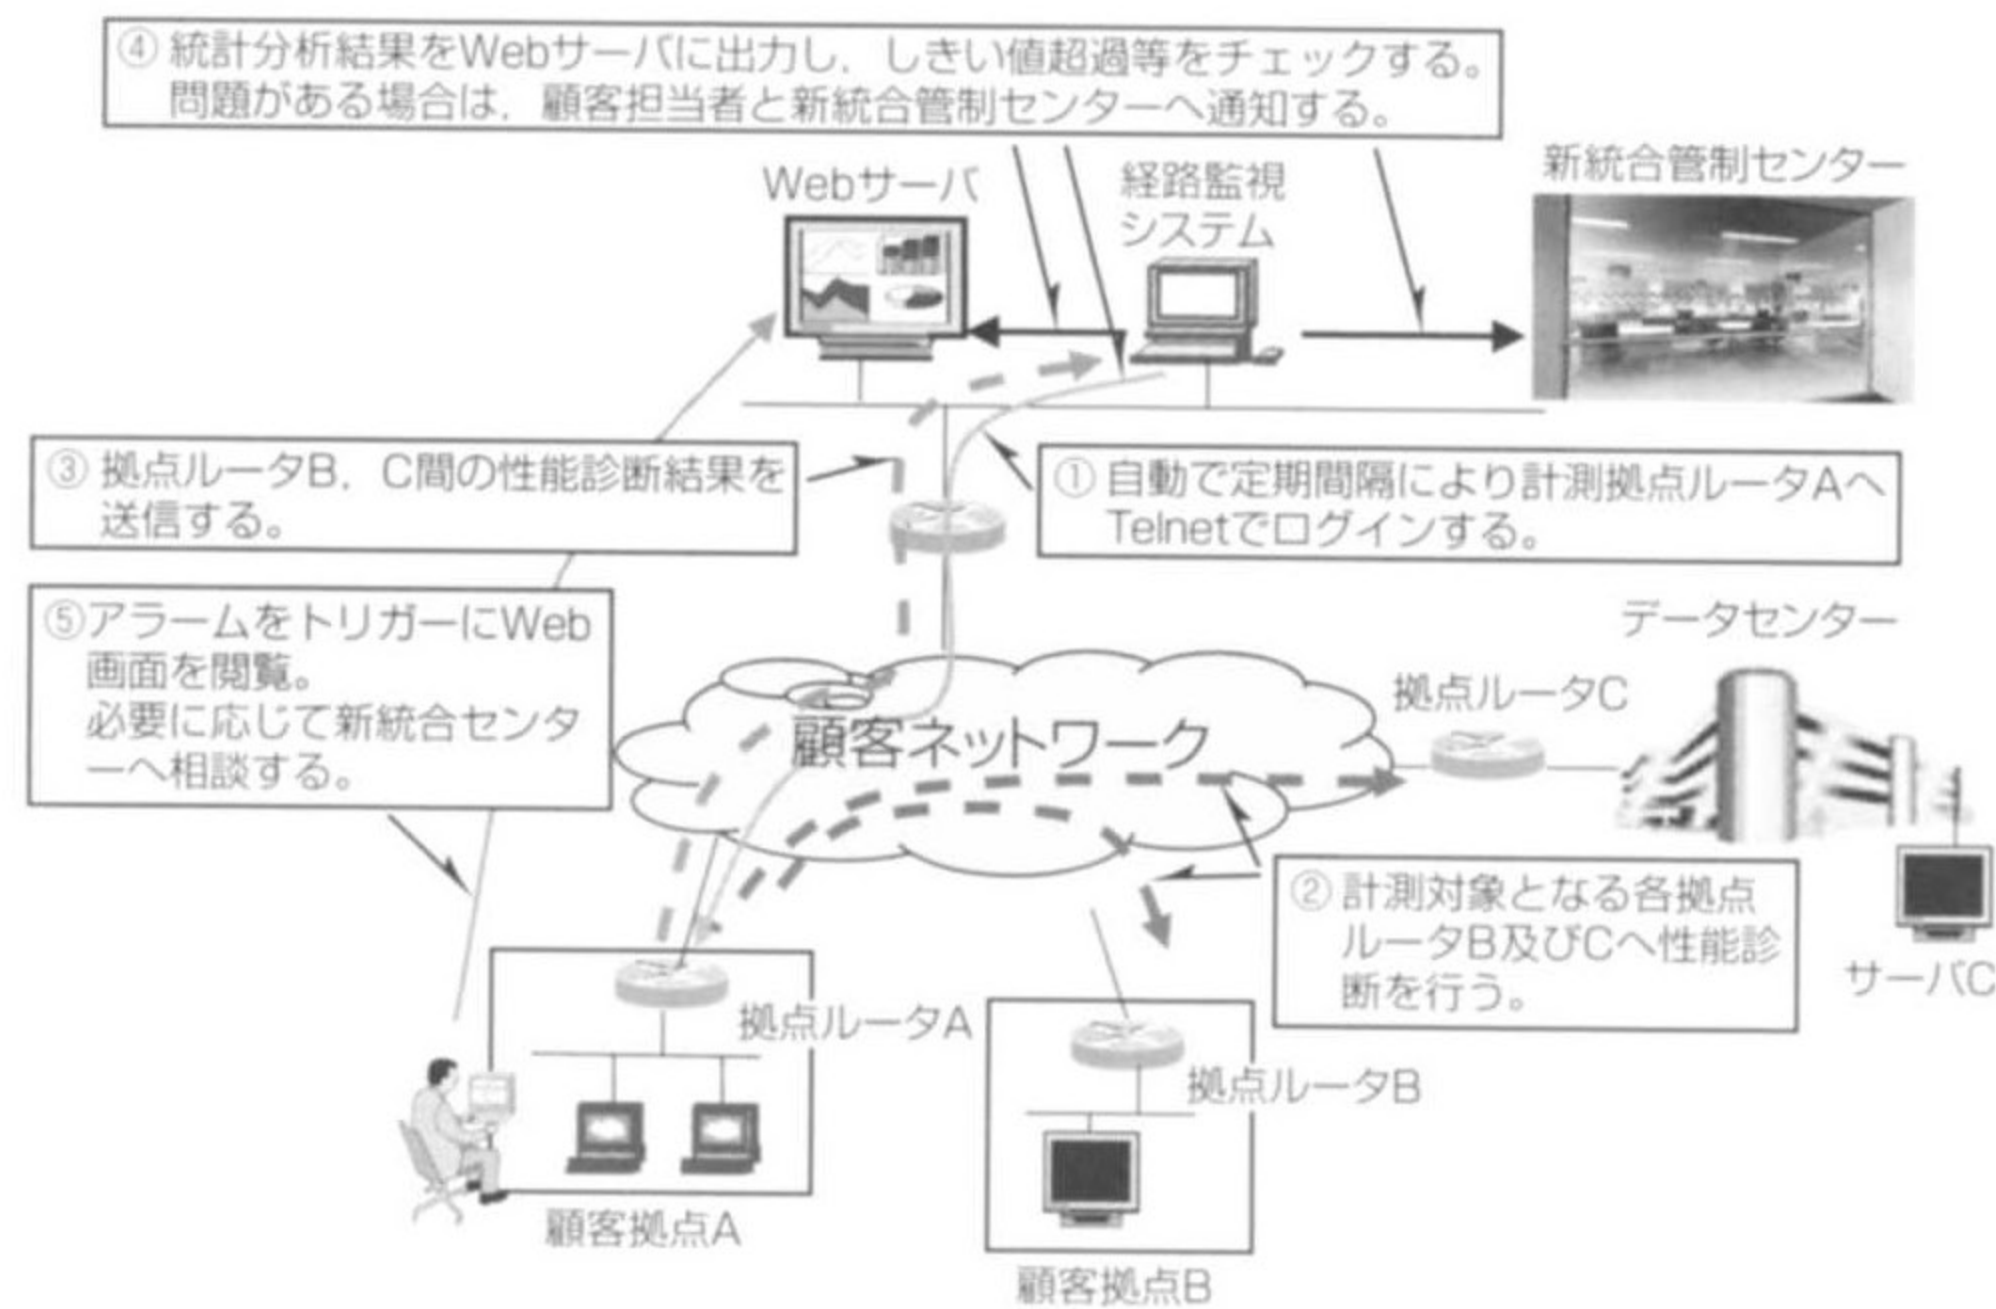 ④ 統計分析結果をWebサーバに出力し，しきい値超過等をチェックする。
問題がある場合は，顧客担当者と新統合管制センターへ通知する。
Webサーバ
経路監視
システム
新統合管制センター
③ 拠点ルータB，C間の性能診断結果を
送信する。
① 自動で定期間隔により計測拠点ルータAへ
Telnetでログインする。
⑤アラームをトリガーにWeb
画面を閲覧。
必要に応じて新統合センタ
ーへ相談する。
データセンター
拠点ルータC
顧客ネットワーク
② 計測対象となる各拠点
ルータB及びCへ性能診
断を行う。
サーバC
拠点ルータA
拠点ルータB
顧客拠点A
顧客拠点B